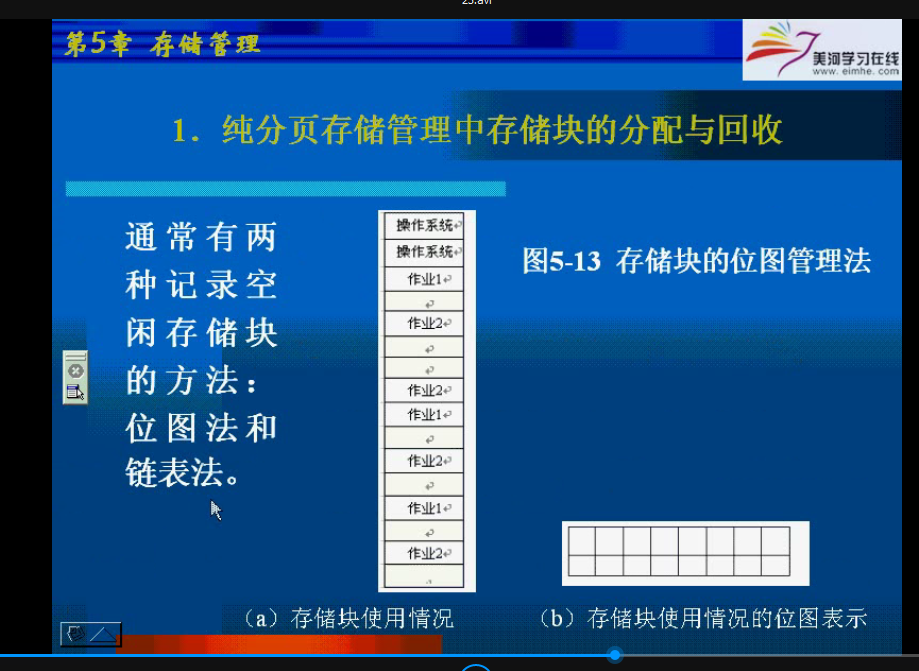 23.avi
第5章 存储管理
美河学习在线
www.eimhe.com
1. 纯分页存储管理中存储块的分配与回收
通常有两
种记录空
闲存储块
的方法：
位图法和
链表法。
操作系统
操作系统
作业1
作业2
作业2
作业1
作业2
作业1
作业2
图5-13 存储块的位图管理法
（a）存储块使用情况
（b）存储块使用情况的位图表示